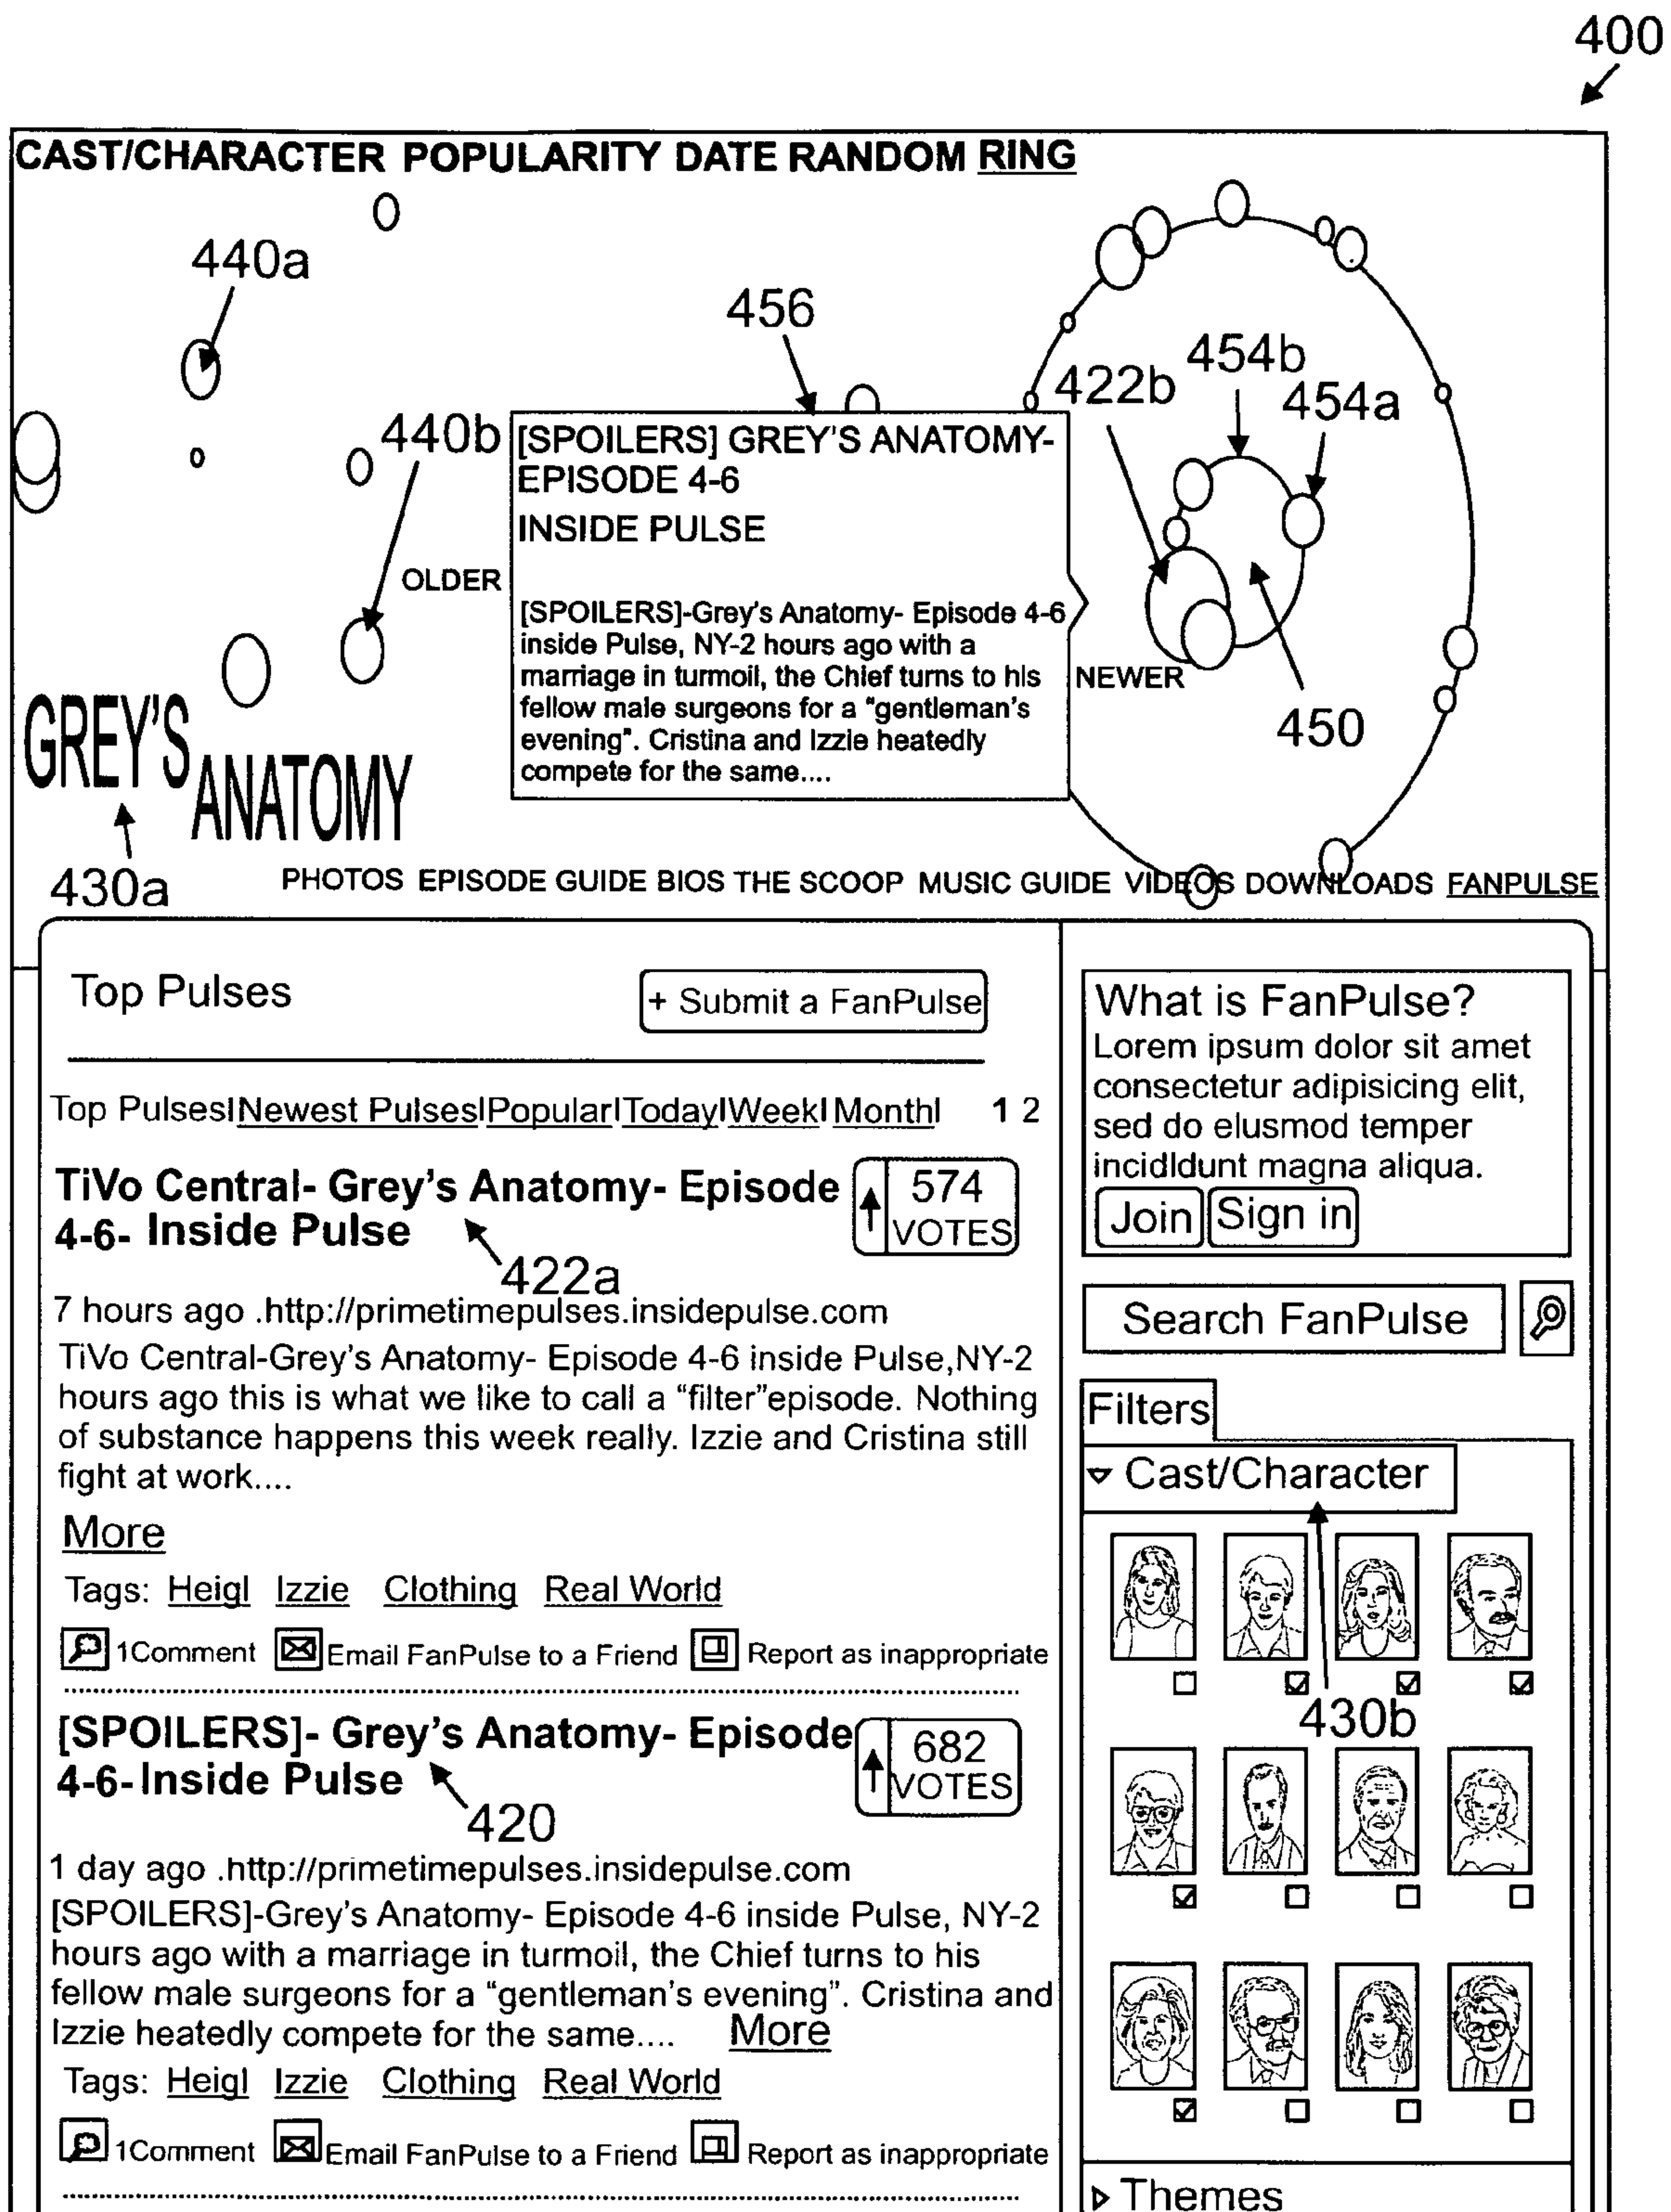 400
CAST/CHARACTER POPULARITY DATE RANDOM RING
440a
456
454b
422b
454a
440b
[SPOILERS] GREY'S ANATOMY-
EPISODE 4-6
INSIDE PULSE
OLDER
[SPOILERS]-Grey's Anatomy- Episode 4-6
inside Pulse, NY-2 hours ago with a
marriage in turmoil, the Chief turns to his
fellow male surgeons for a "gentleman's
evening". Cristina and Izzie heatedly
compete for the same....
NEWER
450
GREY'S
ANATOMY
430a
PHOTOS EPISODE GUIDE BIOS THE SCOOP MUSIC GUIDE VIDEOS DOWNLOADS FANPULSE
Top Pulses
+ Submit a FanPulse
Top Pulses|Newest Pulses|Popular|Today|Week|Month| 1 2
TiVo Central- Grey's Anatomy- Episode
4-6- Inside Pulse
574
VOTES
422a
7 hours ago .http://primetimepulses.insidepulse.com
TiVo Central-Grey's Anatomy- Episode 4-6 inside Pulse,NY-2
hours ago this is what we like to call a "filter"episode. Nothing
of substance happens this week really. Izzie and Cristina still
fight at work....
More
Tags: Heigl Izzie Clothing Real World
1Comment Email FanPulse to a Friend Report as inappropriate
[SPOILERS]- Grey's Anatomy- Episode
4-6-Inside Pulse
682
VOTES
420
1 day ago .http://primetimepulses.insidepulse.com
[SPOILERS]-Grey's Anatomy- Episode 4-6 inside Pulse, NY-2
hours ago with a marriage in turmoil, the Chief turns to his
fellow male surgeons for a "gentleman's evening". Cristina and
Izzie heatedly compete for the same.... More
Tags: Heigl Izzie Clothing Real World
1Comment Email FanPulse to a Friend Report as inappropriate
What is FanPulse?
Lorem ipsum dolor sit amet
consectetur adipisicing elit,
sed do elusmod temper
incidldunt magna aliqua.
Join Sign in
Search FanPulse
Filters
Cast/Character
430b
Themes